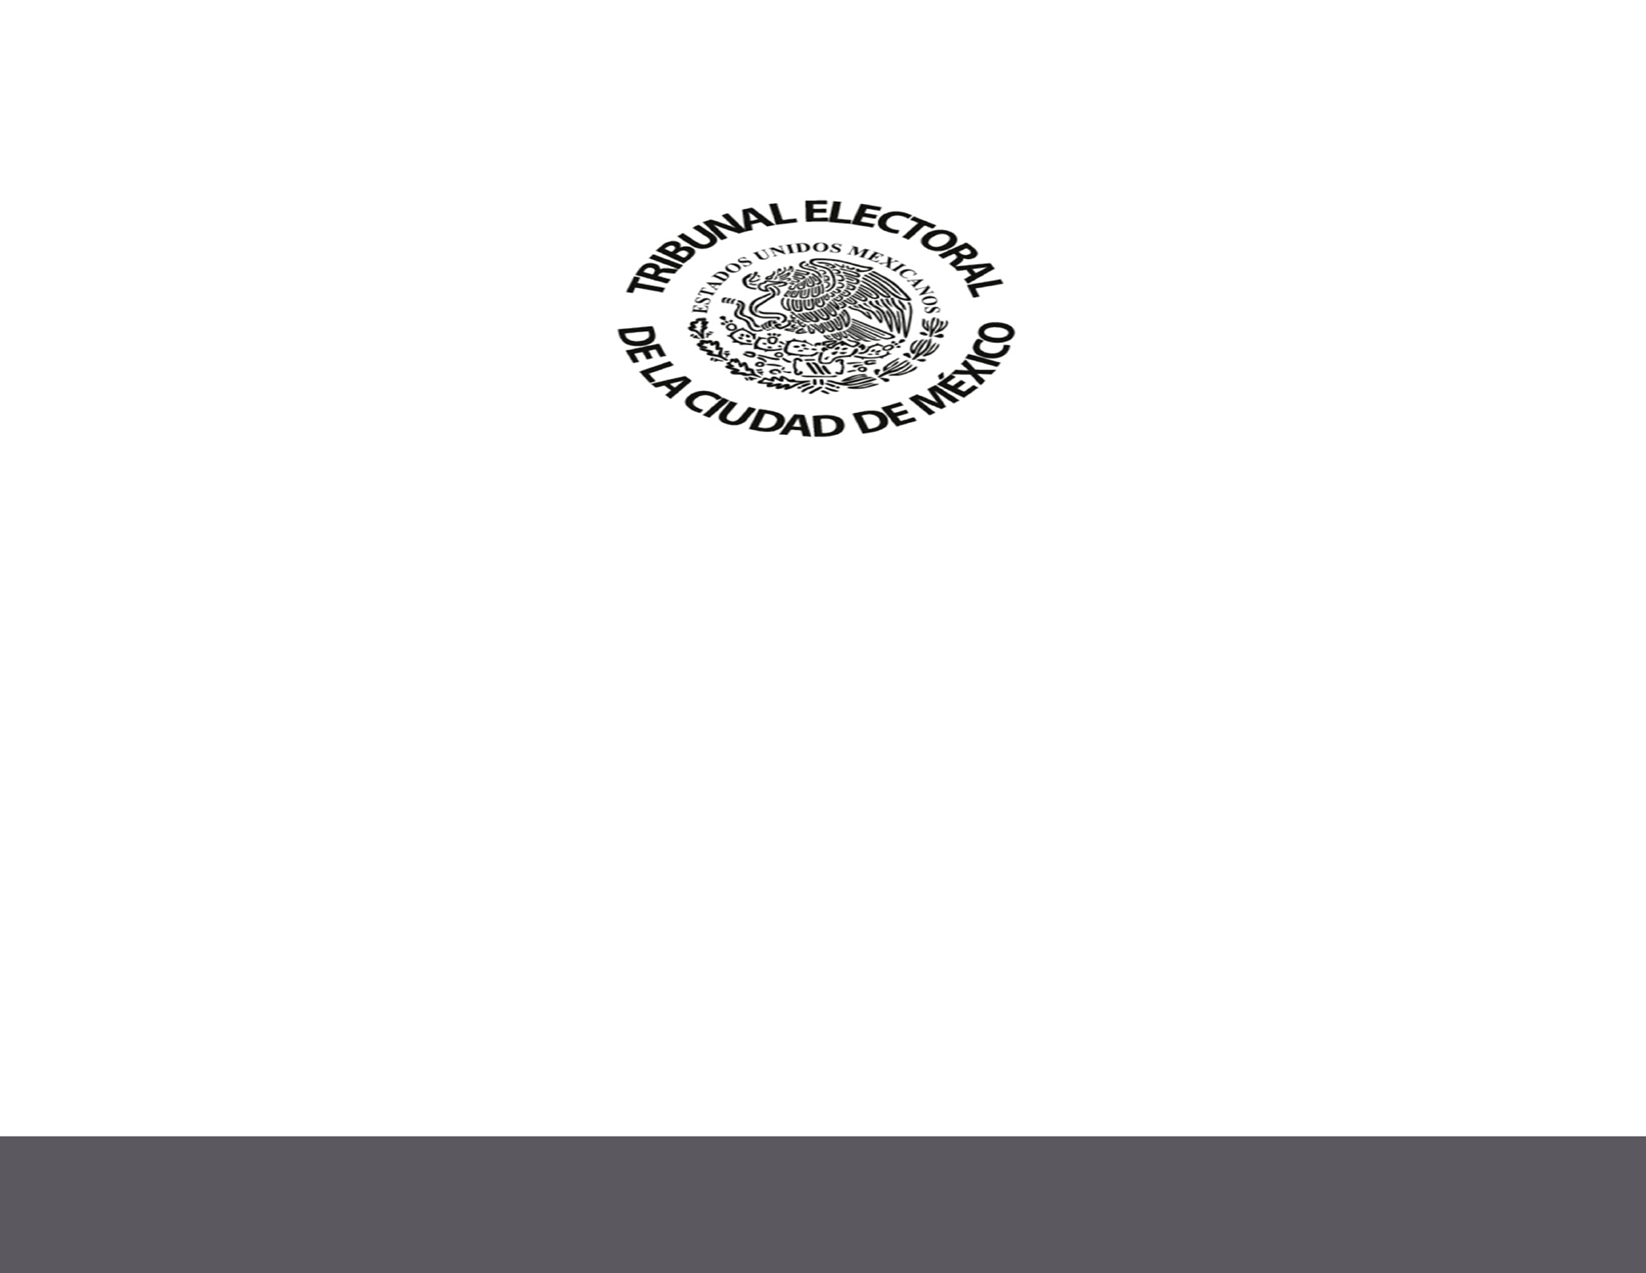 TRIBUNAL ELECTORAL
ESTADOS UNIDOS MEXICANOS
DE LA CIUDAD DE MÉXICO